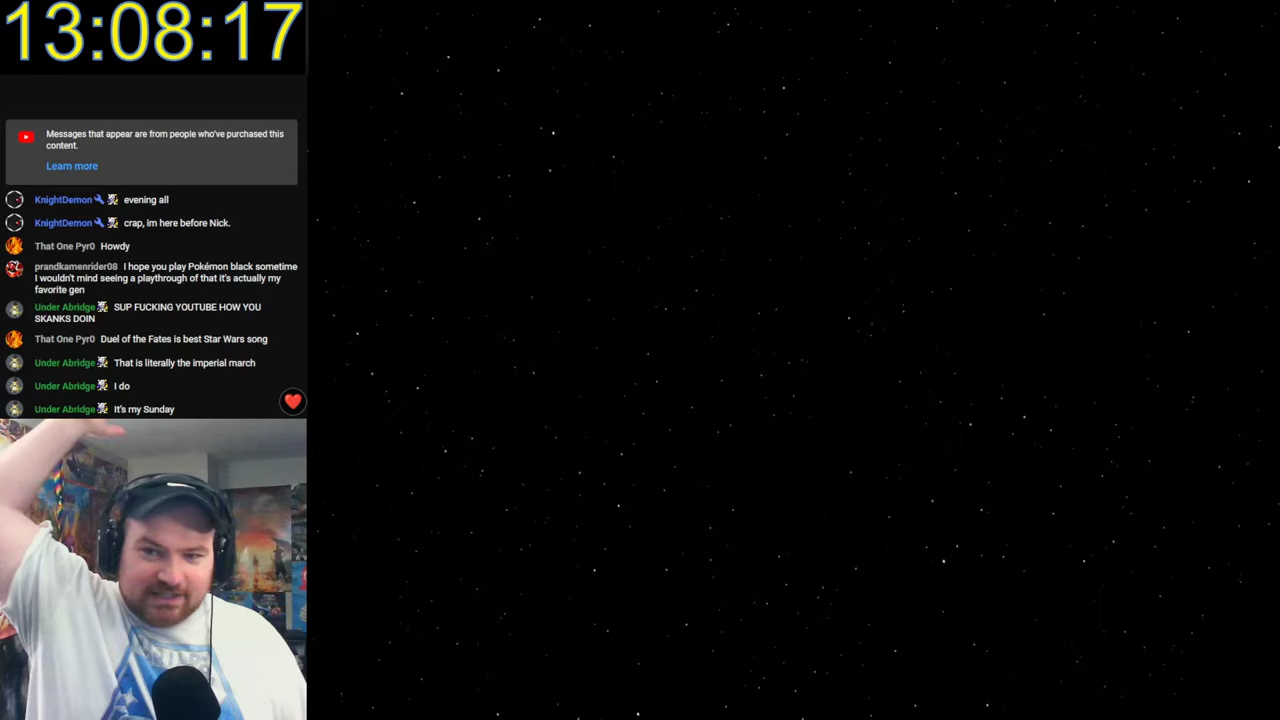 13:08:17
Messages that appear are from people who've purchased this
content.
Learn more
KnightDemon evening all
KnightDemon crap, im here before Nick.
That One Pyr0 Howdy
prandkamenrider08 I hope you play Pokémon black sometime
I wouldn't mind seeing a playthrough of that it's actually my
favorite gen
Under Abridge SUP FUCKING YOUTUBE HOW YOU
SKANKS DOIN
That One Pyr0 Duel of the Fates is best Star Wars song
Under Abridge That is literally the imperial march
Under Abridge I do
Under Abridge It's my Sunday